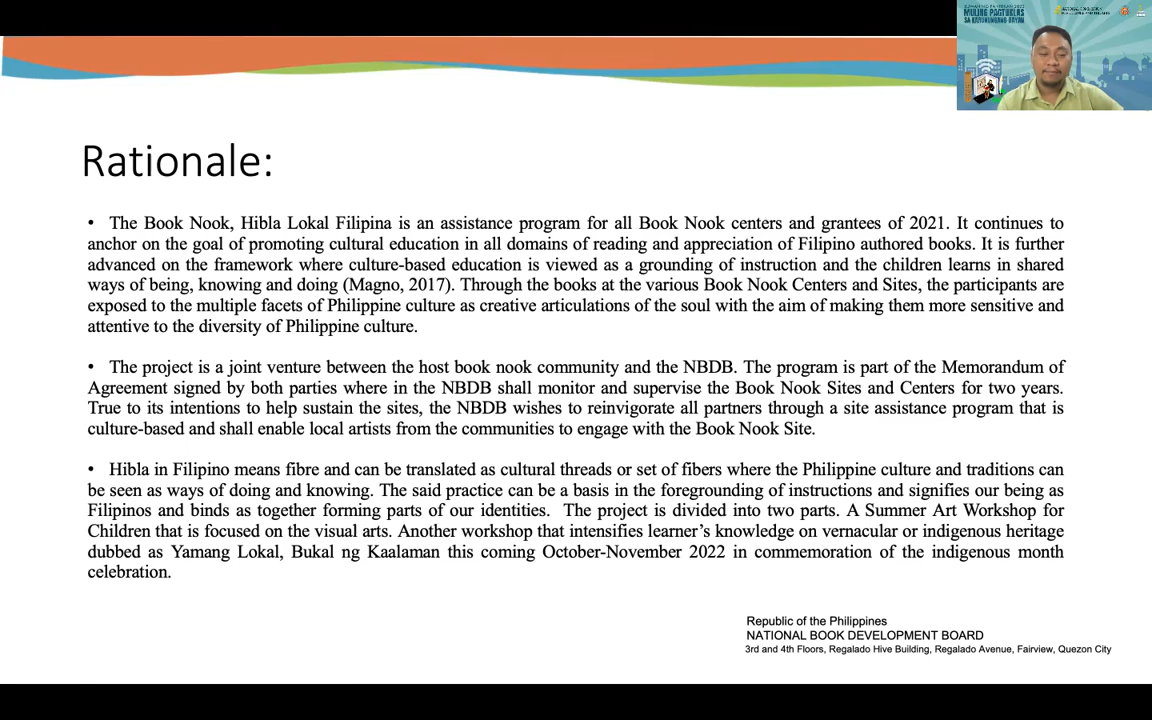 MULING PAGTUKLAS
Rationale:
• The Book Nook, Hibla Lokal Filipina is an assistance program for all Book Nook centers and grantees of 2021. It continues to
anchor on the goal of promoting cultural education in all domains of reading and appreciation of Filipino authored books. It is further
advanced on the framework where culture-based education is viewed as a grounding of instruction and the children learns in shared
ways of being, knowing and doing (Magno, 2017). Through the books at the various Book Nook Centers and Sites, the participants are
exposed to the multiple facets of Philippine culture as creative articulations of the soul with the aim of making them more sensitive and
attentive to the diversity of Philippine culture.
• The project is a joint venture between the host book nook community and the NBDB. The program is part of the Memorandum of
Agreement signed by both parties where in the NBDB shall monitor and supervise the Book Nook Sites and Centers for two years.
True to its intentions to help sustain the sites, the NBDB wishes to reinvigorate all partners through a site assistance program that is
culture-based and shall enable local artists from the communities to engage with the Book Nook Site.
• Hibla in Filipino means fibre and can be translated as cultural threads or set of fibers where the Philippine culture and traditions can
be seen as ways of doing and knowing. The said practice can be a basis in the foregrounding of instructions and signifies our being as
Filipinos and binds as together forming parts of our identities. The project is divided into two parts. A Summer Art Workshop for
Children that is focused on the visual arts. Another workshop that intensifies learner's knowledge on vernacular or indigenous heritage
dubbed as Yamang Lokal, Bukal ng Kaalaman this coming October-November 2022 in commemoration of the indigenous month
celebration.
Republic of the Philippines
NATIONAL BOOK DEVELOPMENT BOARD
3rd and 4th Floors, Regalado Hive Building, Regalado Avenue, Fairview, Quezon City